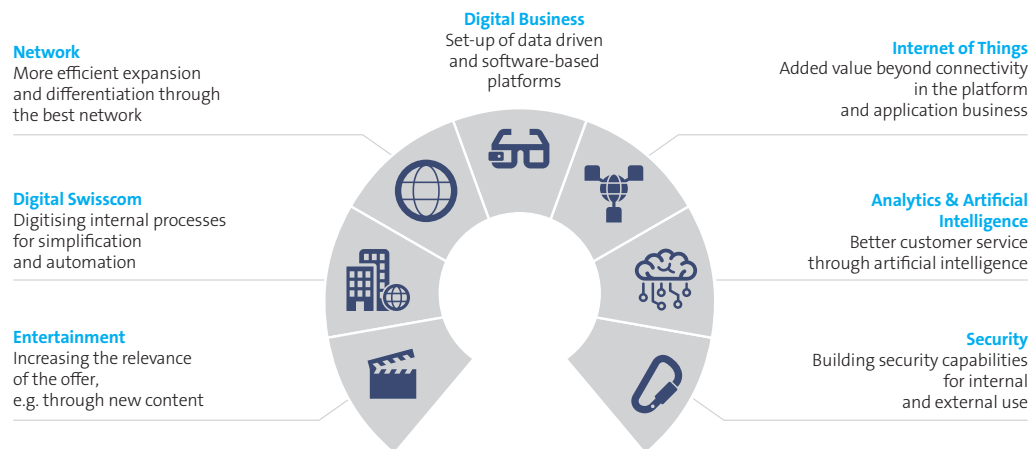 Digital Business
Set-up of data driven
and software-based
platforms
Network
More efficient expansion
and differentiation through
the best network
Internet of Things
Added value beyond connectivity
in the platform
and application business
Digital Swisscom
Digitising internal processes
for simplification
and automation
Analytics & Artificial
Intelligence
Better customer service
through artificial intelligence
Entertainment
Increasing the relevance
of the offer,
e.g. through new content
Security
Building security capabilities
for internal
and external use